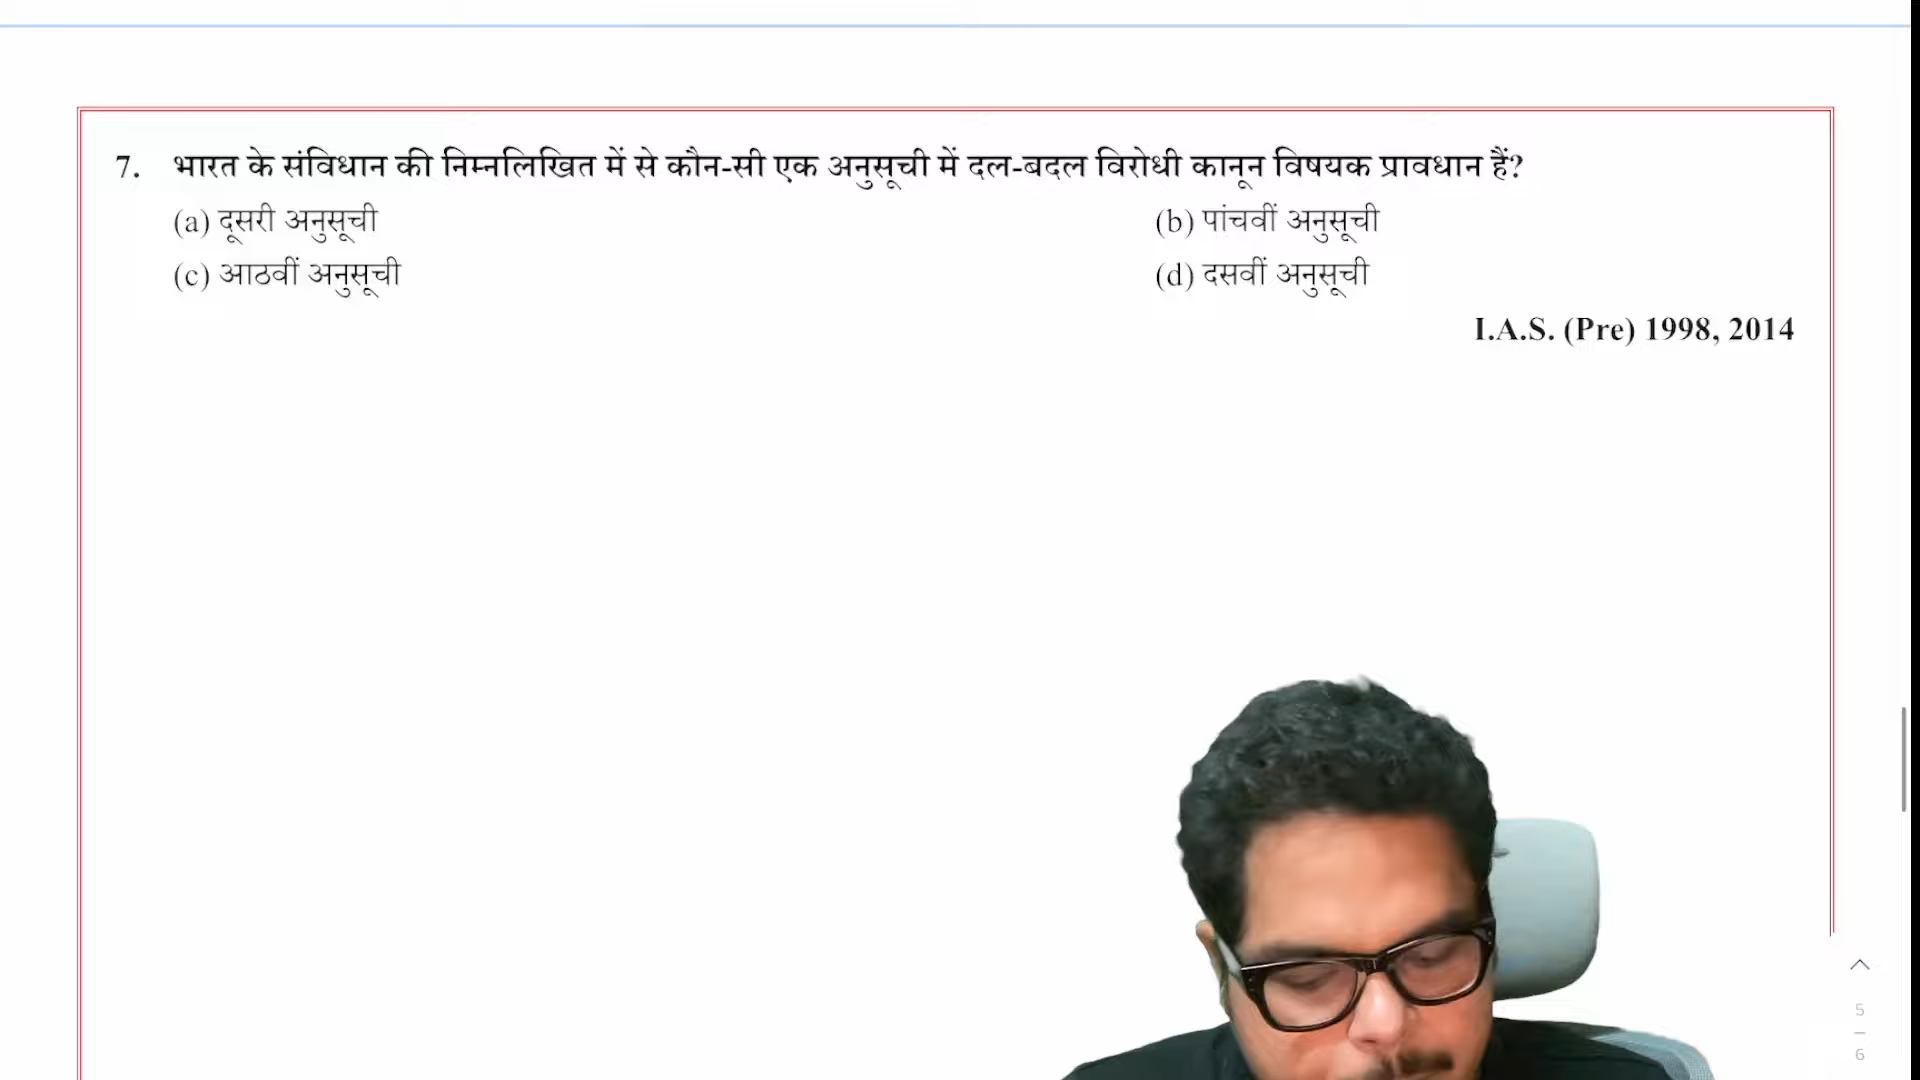 7. भारत के संविधान की निम्नलिखित में से कौन-सी एक अनुसूची में दल-बदल विरोधी कानून विषयक प्रावधान हैं?
(a) दूसरी अनुसूची (b) पांचवीं अनुसूची
(c) आठवीं अनुसूची (d) दसवीं अनुसूची
I.A.S. (Pre) 1998, 2014
5
6